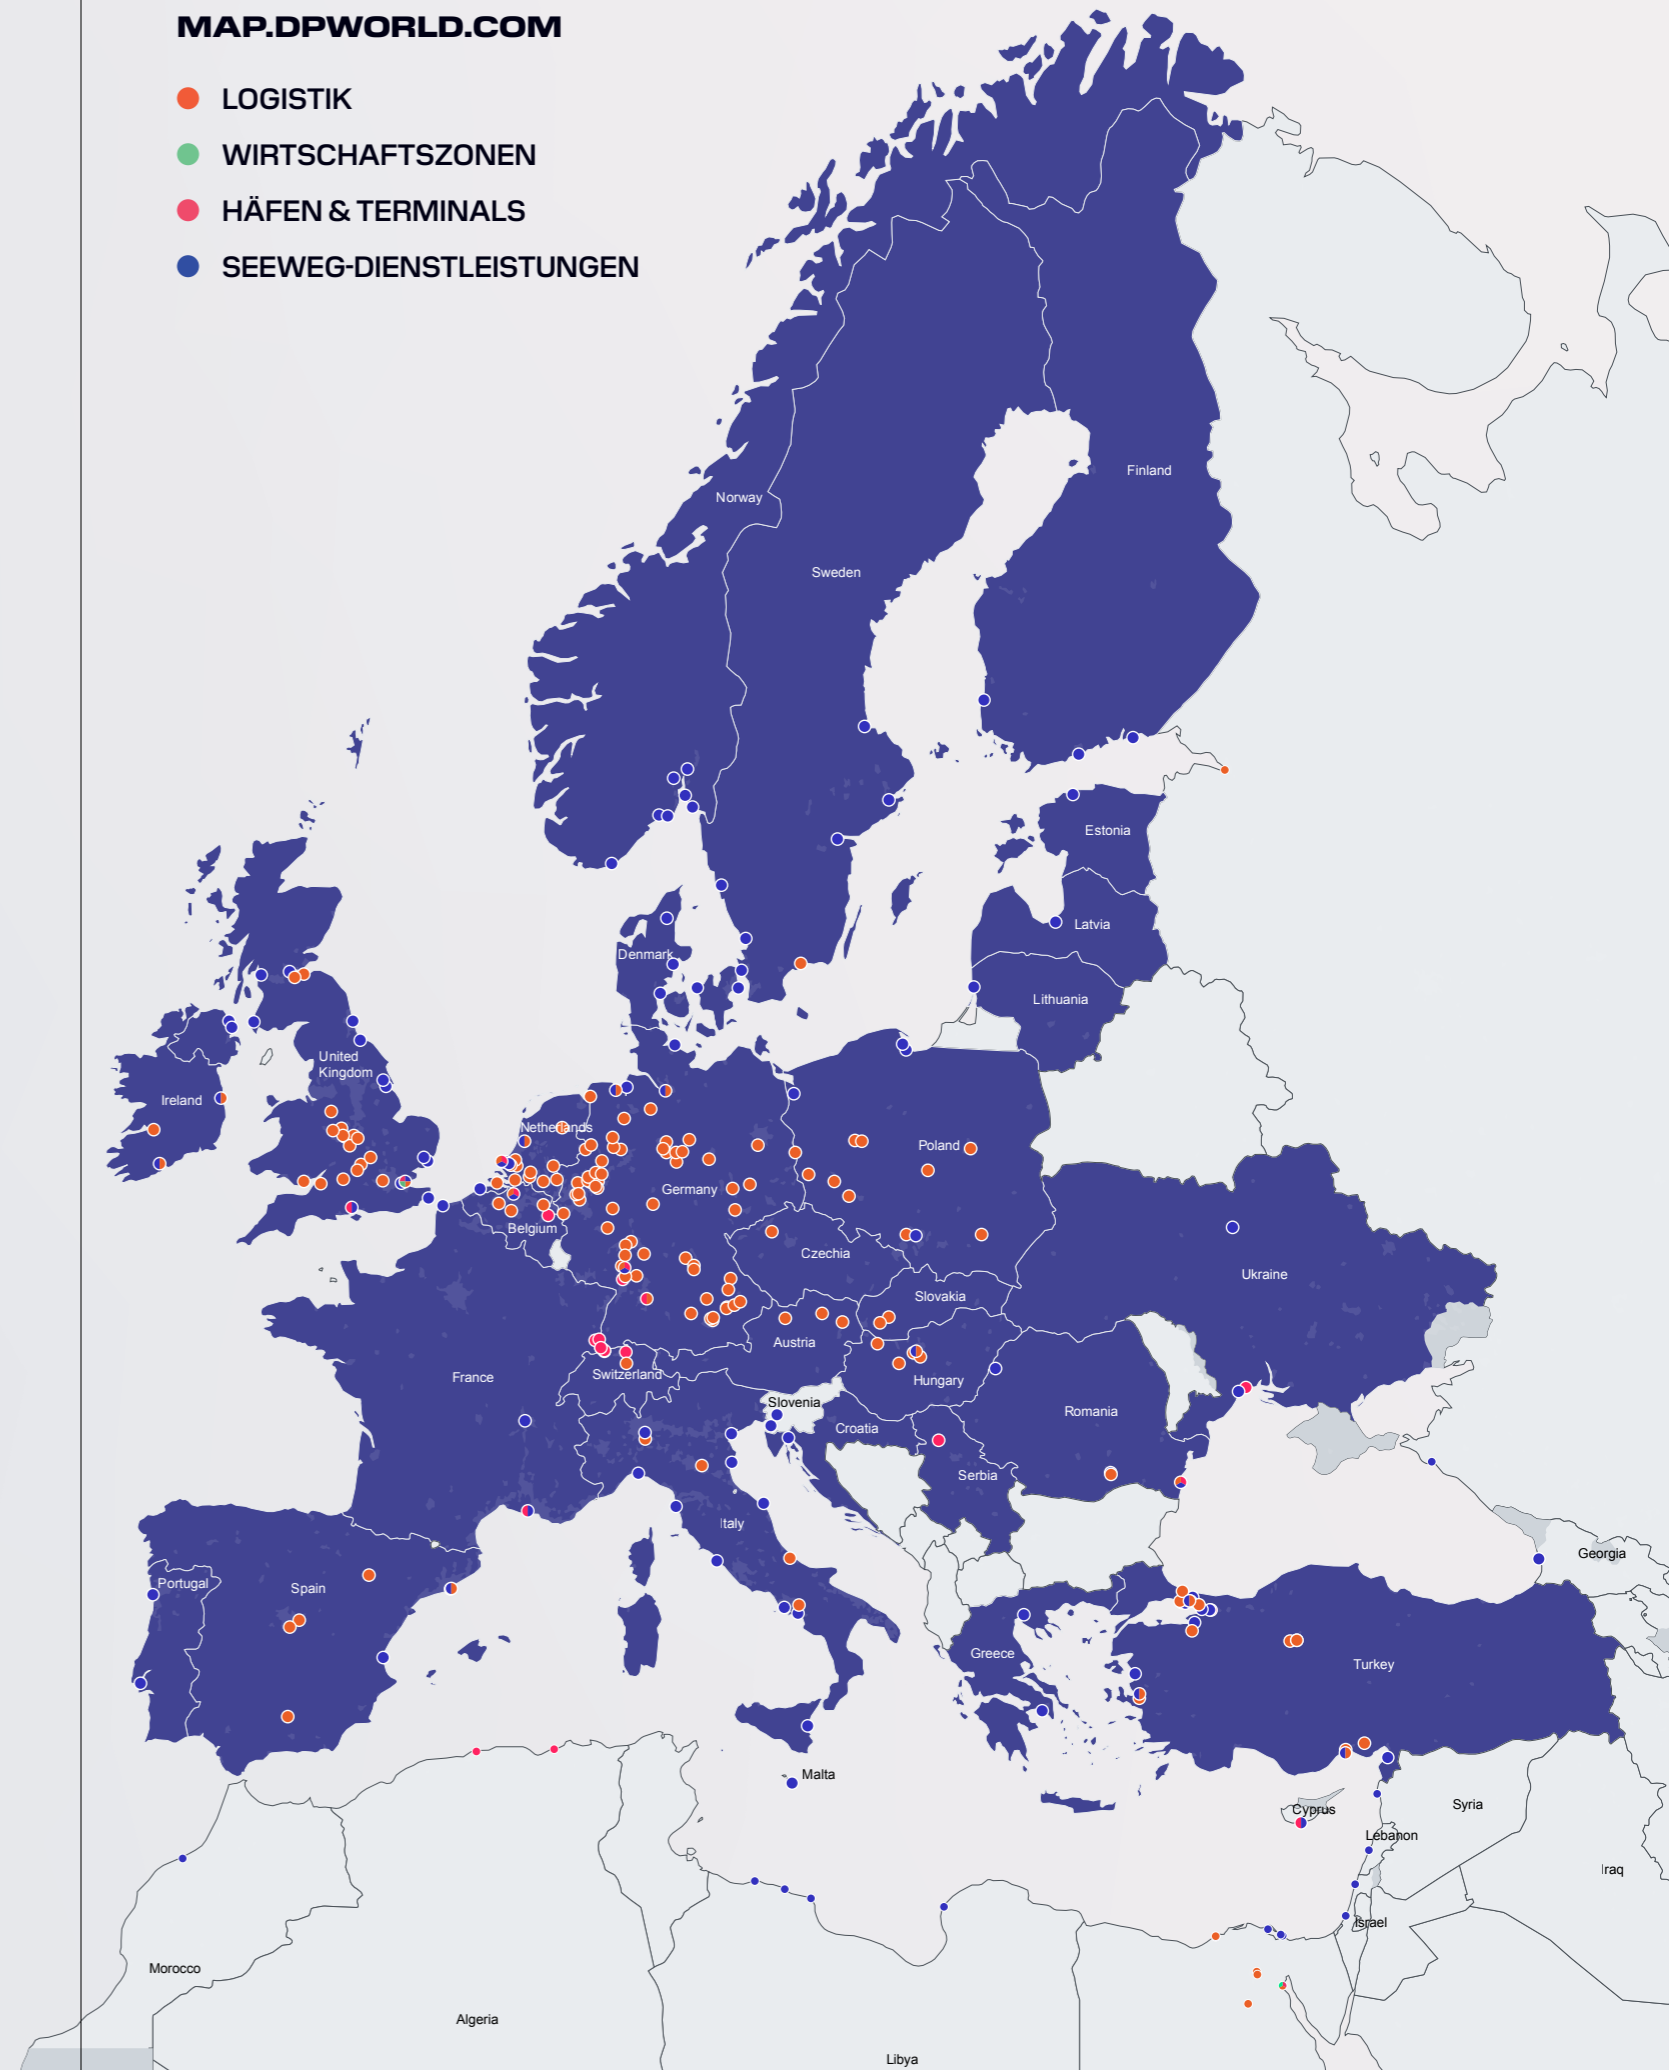 MAP.DPWORLD.COM
LOGISTIK
WIRTSCHAFTSZONEN
HÄFEN & TERMINALS
SEEWEG-DIENSTLEISTUNGEN
Finland
Norway
Sweden
Estonia
Latvia
Denmark
Lithuania
United
Kingdom
Ireland
Netherlands
Poland
Germany
Belgium
Czechia
Ukraine
Slovakia
Austria
France
Switzerland
Hungary
Slovenia
Romania
Croatia
Serbia
Italy
Georgia
Portugal
Spain
Greece
Turkey
Malta
Cyprus
Syria
Lebanon
Iraq
Israel
Morocco
Algeria
Libya